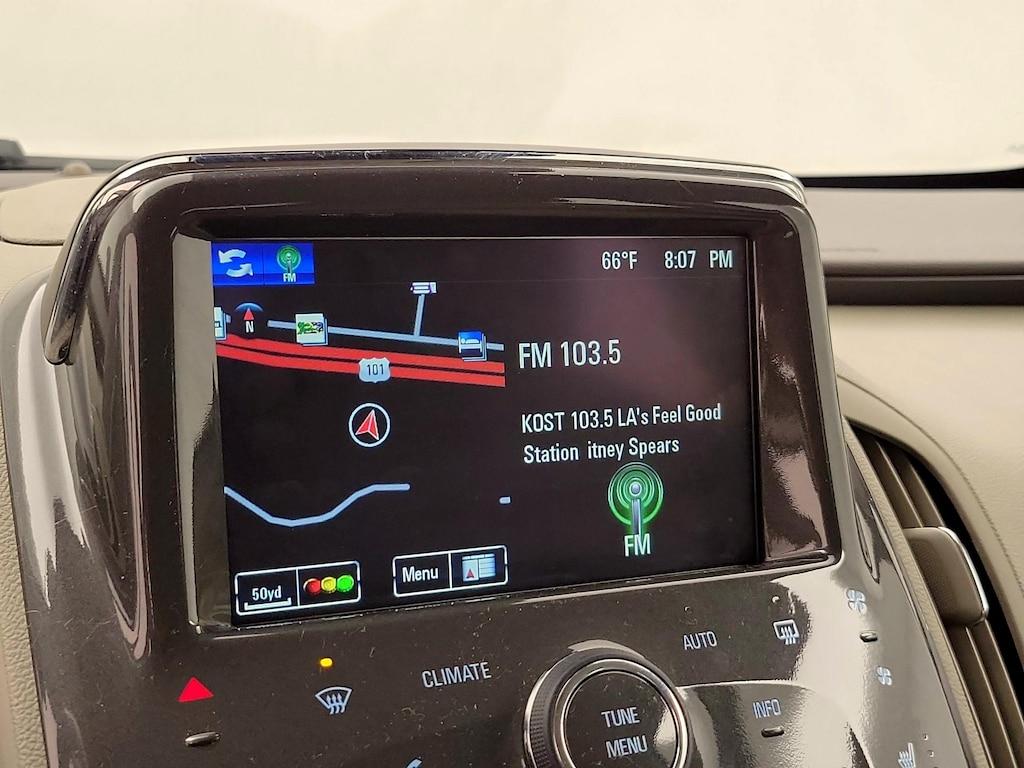 66°F 8:07 PM
FM
N
101
FM 103.5
KOST 103.5 LA's Feel Good
Station itney Spears
FM
50yd
Menu
CLIMATE
AUTO
TUNE
MENU
INFO